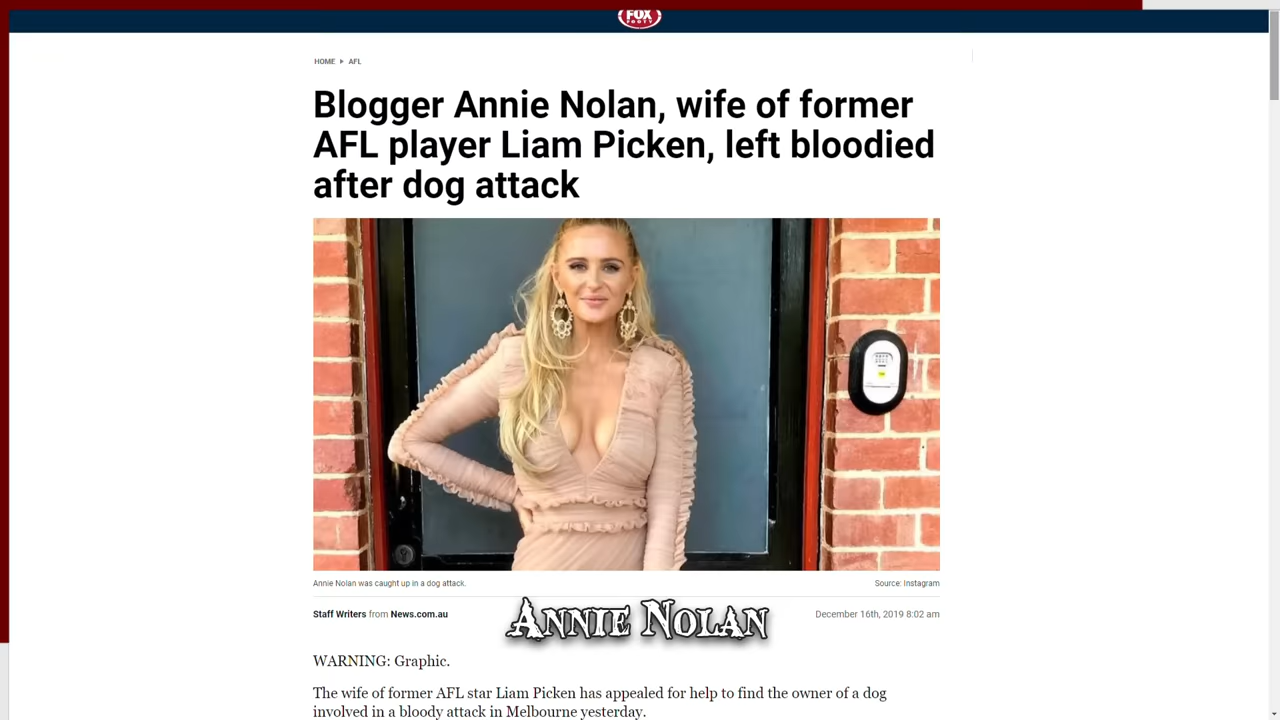 FOX
FOOTY
HOME ▸ AFL
Blogger Annie Nolan, wife of former
AFL player Liam Picken, left bloodied
after dog attack
Annie Nolan was caught up in a dog attack.
Source: Instagram
Staff Writers from News.com.au
ANNIE NOLAN
December 16th, 2019 8:02 am
WARNING: Graphic.
The wife of former AFL star Liam Picken has appealed for help to find the owner of a dog
involved in a bloody attack in Melbourne yesterday.